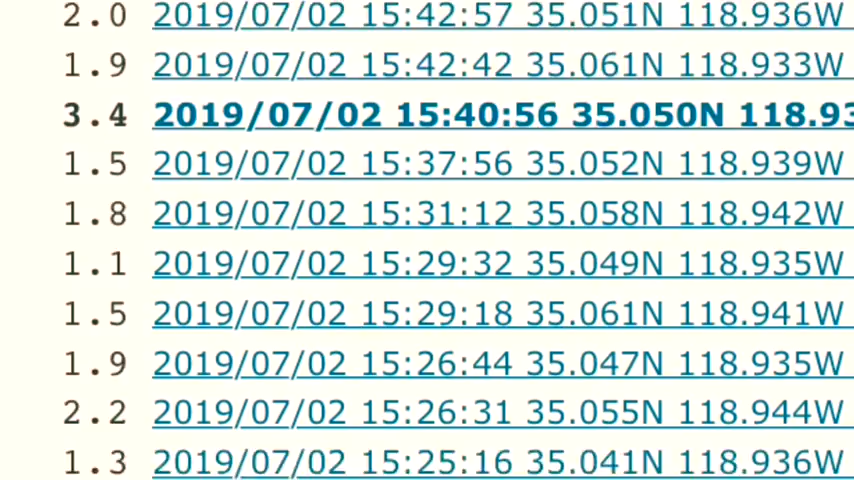 2.0 2019/07/02 15:42:57 35.051N 118.936W
1.9 2019/07/02 15:42:42 35.061N 118.933W
3.4 2019/07/02 15:40:56 35.050N 118.93
1.5 2019/07/02 15:37:56 35.052N 118.939W
1.8 2019/07/02 15:31:12 35.058N 118.942W
1.1 2019/07/02 15:29:32 35.049N 118.935W
1.5 2019/07/02 15:29:18 35.061N 118.941W
1.9 2019/07/02 15:26:44 35.047N 118.935W
2.2 2019/07/02 15:26:31 35.055N 118.944W
1.3 2019/07/02 15:25:16 35.041N 118.936W